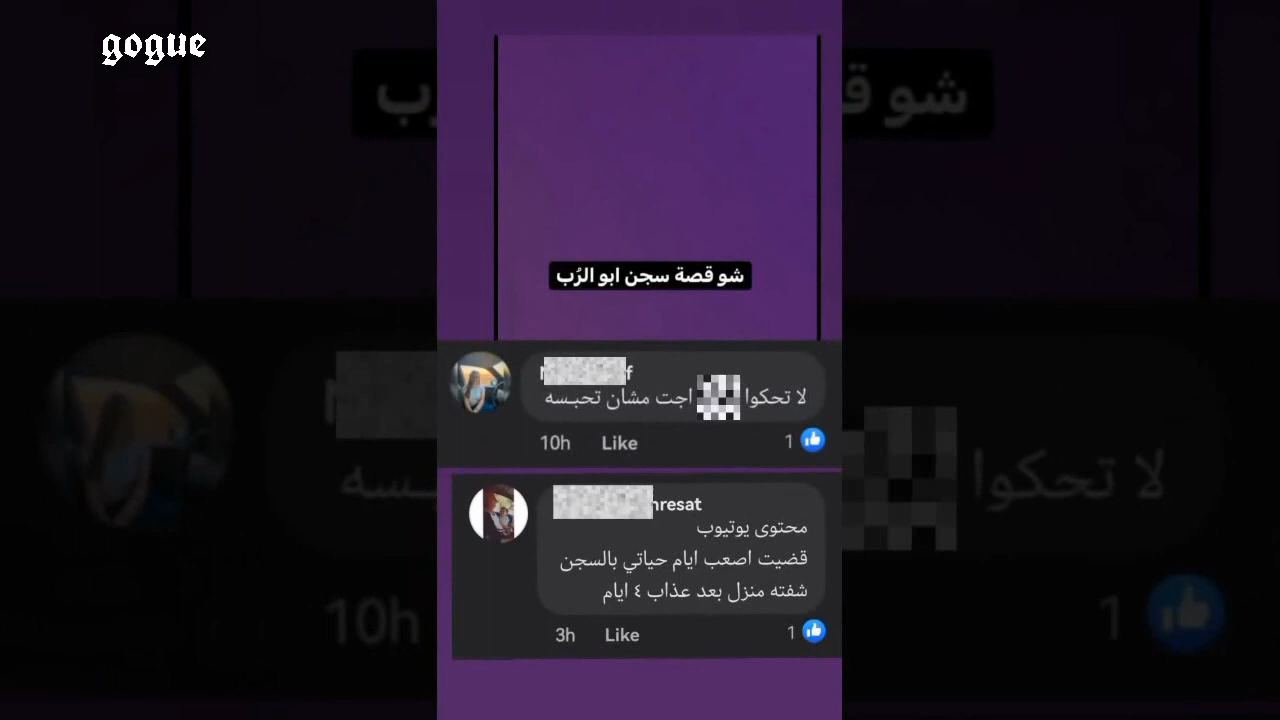 gogue
شو قصة سجن ابو الرُب
لا تحكوا اجت مشان تحبسه
10h Like 1
hresat
محتوى يوتيوب
قضيت اصعب ايام حياتي بالسجن
شفته منزل بعد عذاب ٤ ايام
3h Like 1